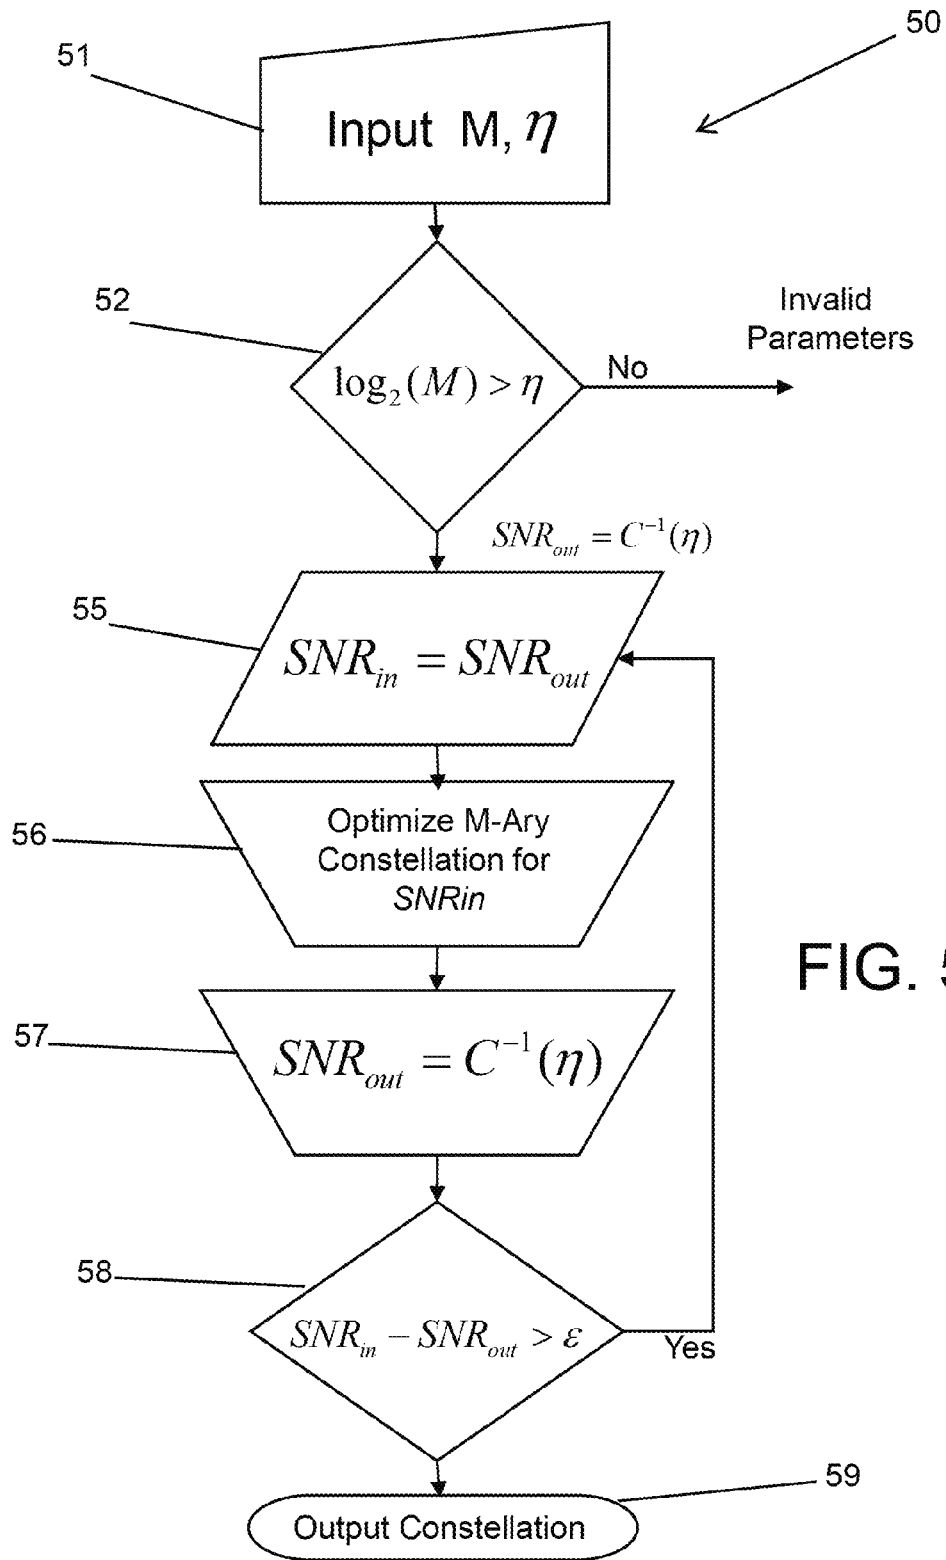 50
51
Input M, η
52
log₂(M) > η
No
Invalid
Parameters
SNR_out = C⁻¹(η)
55
SNR_in = SNR_out
56
Optimize M-Ary
Constellation for
SNRin
57
SNR_out = C⁻¹(η)
FIG. 5
58
SNR_in − SNR_out > ε
Yes
59
Output Constellation